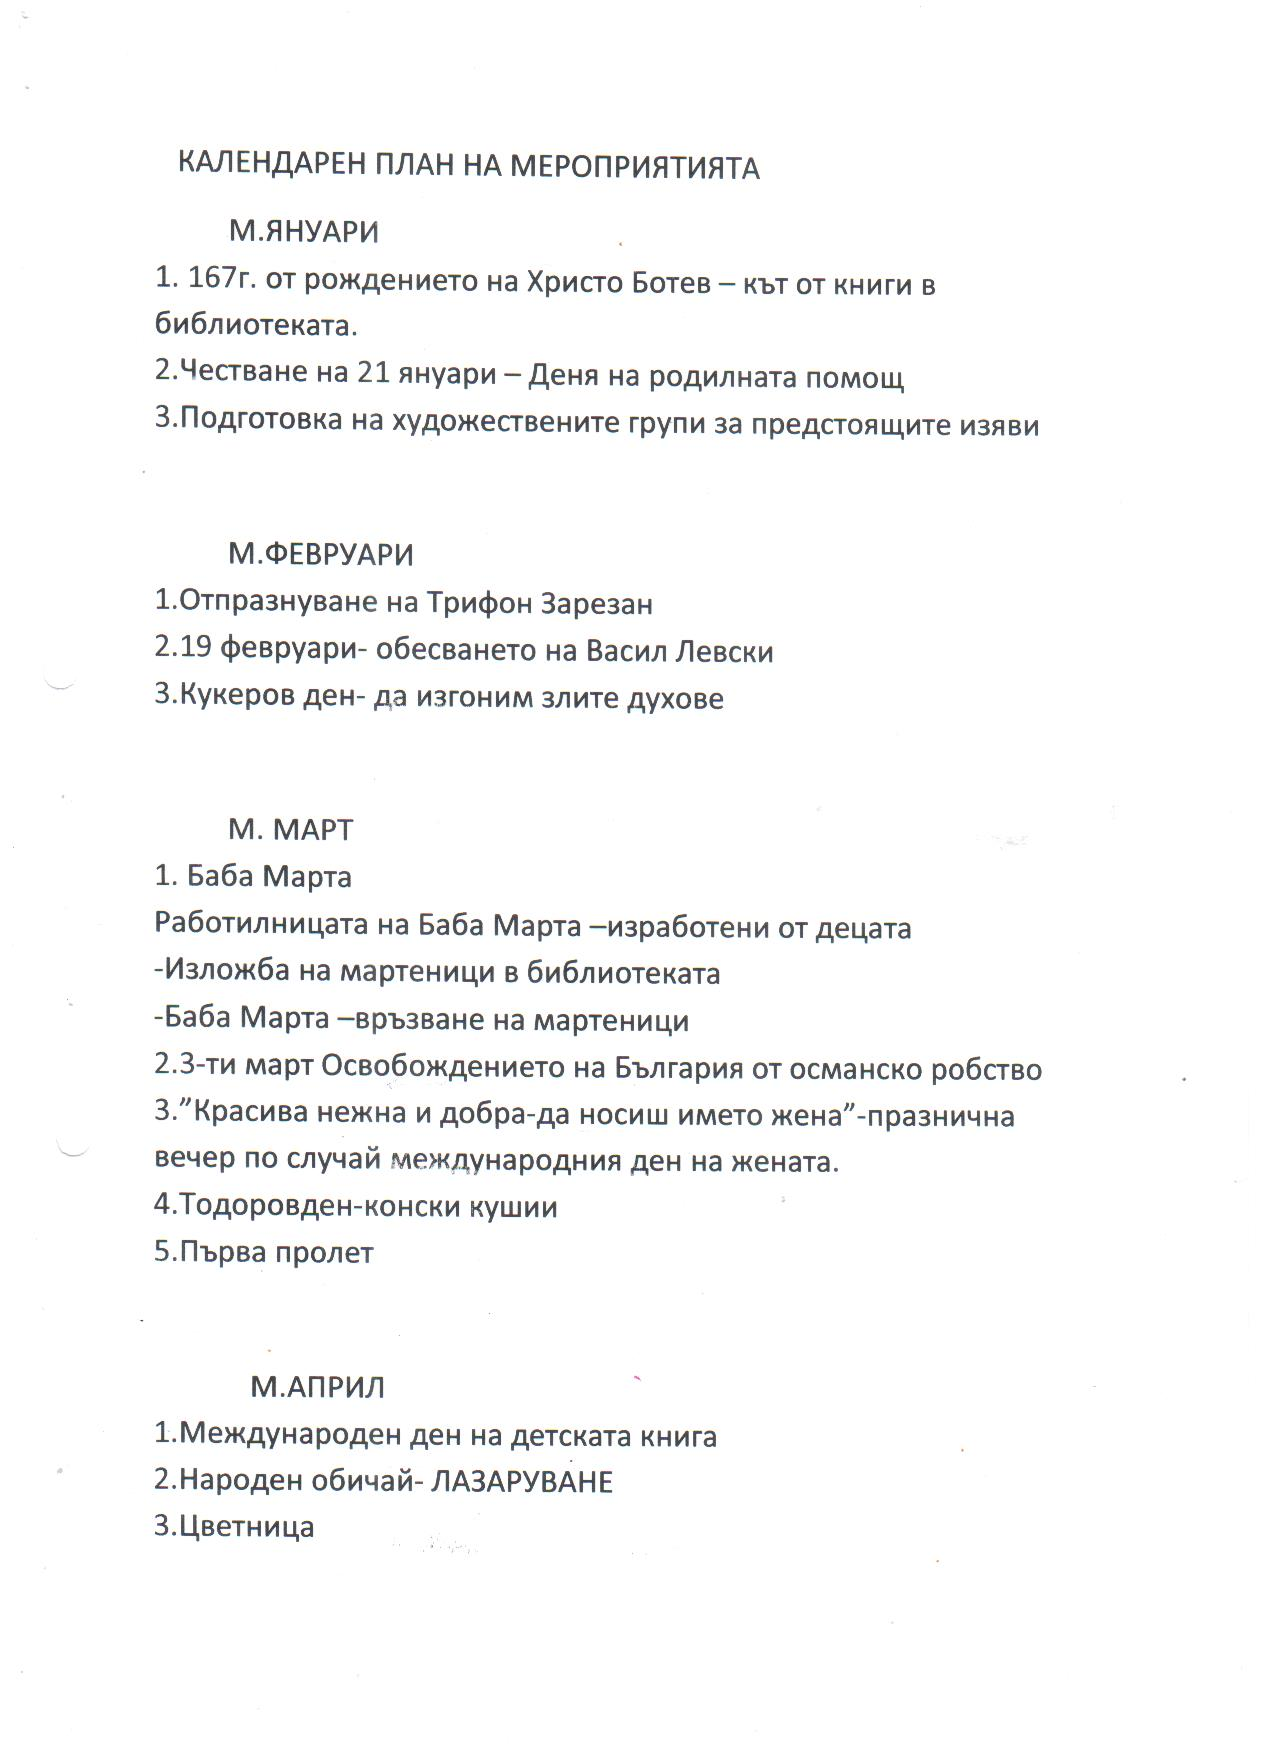 КАЛЕНДАРЕН ПЛАН НА МЕРОПРИЯТИЯТА
М.ЯНУАРИ
1. 167г. от рождението на Христо Ботев – кът от книги в
библиотеката.
2.Честване на 21 януари – Деня на родилната помощ
3.Подготовка на художествените групи за предстоящите изяви
М.ФЕВРУАРИ
1.Отпразнуване на Трифон Зарезан
2.19 февруари- обесването на Васил Левски
3.Кукеров ден- да изгоним злите духове
М. МАРТ
1. Баба Марта
Работилницата на Баба Марта –изработени от децата
-Изложба на мартеници в библиотеката
-Баба Марта –връзване на мартеници
2.3-ти март Освобождението на България от османско робство
3.”Красива нежна и добра-да носиш името жена”-празнична
вечер по случай международния ден на жената.
4.Тодоровден-конски кушии
5.Първа пролет
М.АПРИЛ
1.Международен ден на детската книга
2.Народен обичай- ЛАЗАРУВАНЕ
3.Цветница